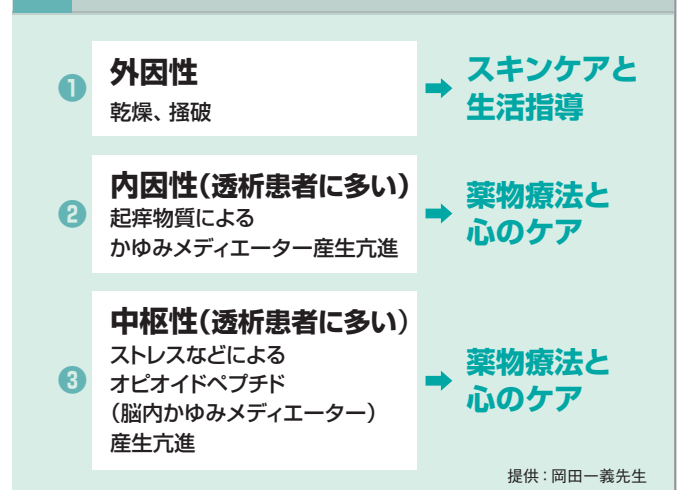 ❶
外因性
乾燥、掻破
➡
スキンケアと
生活指導
❷
内因性(透析患者に多い)
起痒物質による
かゆみメディエーター産生亢進
➡
薬物療法と
心のケア
❸
中枢性(透析患者に多い)
ストレスなどによる
オピオイドペプチド
(脳内かゆみメディエーター)
産生亢進
➡
薬物療法と
心のケア
提供:岡田一義先生